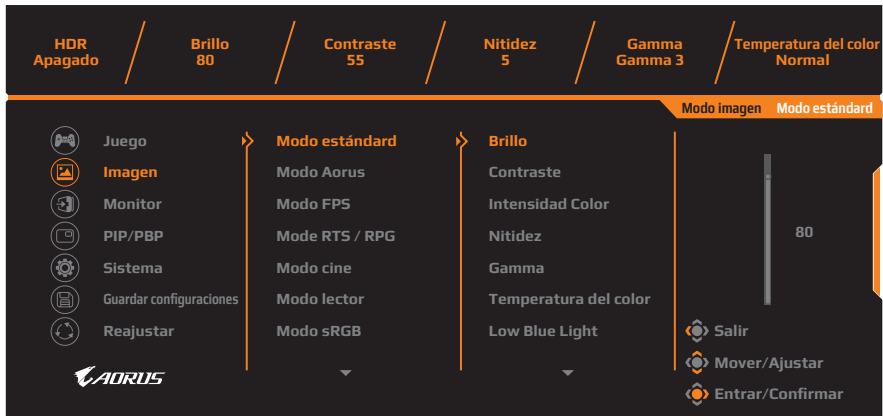 HDR
Apagado
Brillo
80
Contraste
55
Nitidez
5
Gamma
Gamma 3
Temperatura del color
Normal
Modo imagen Modo estándard
Juego
Imagen
Monitor
PIP/PBP
Sistema
Guardar configuraciones
Reajustar
AORUS
Modo estándard
Modo Aorus
Modo FPS
Mode RTS / RPG
Modo cine
Modo lector
Modo sRGB
Brillo
Contraste
Intensidad Color
Nitidez
Gamma
Temperatura del color
Low Blue Light
80
Salir
Mover/Ajustar
Entrar/Confirmar